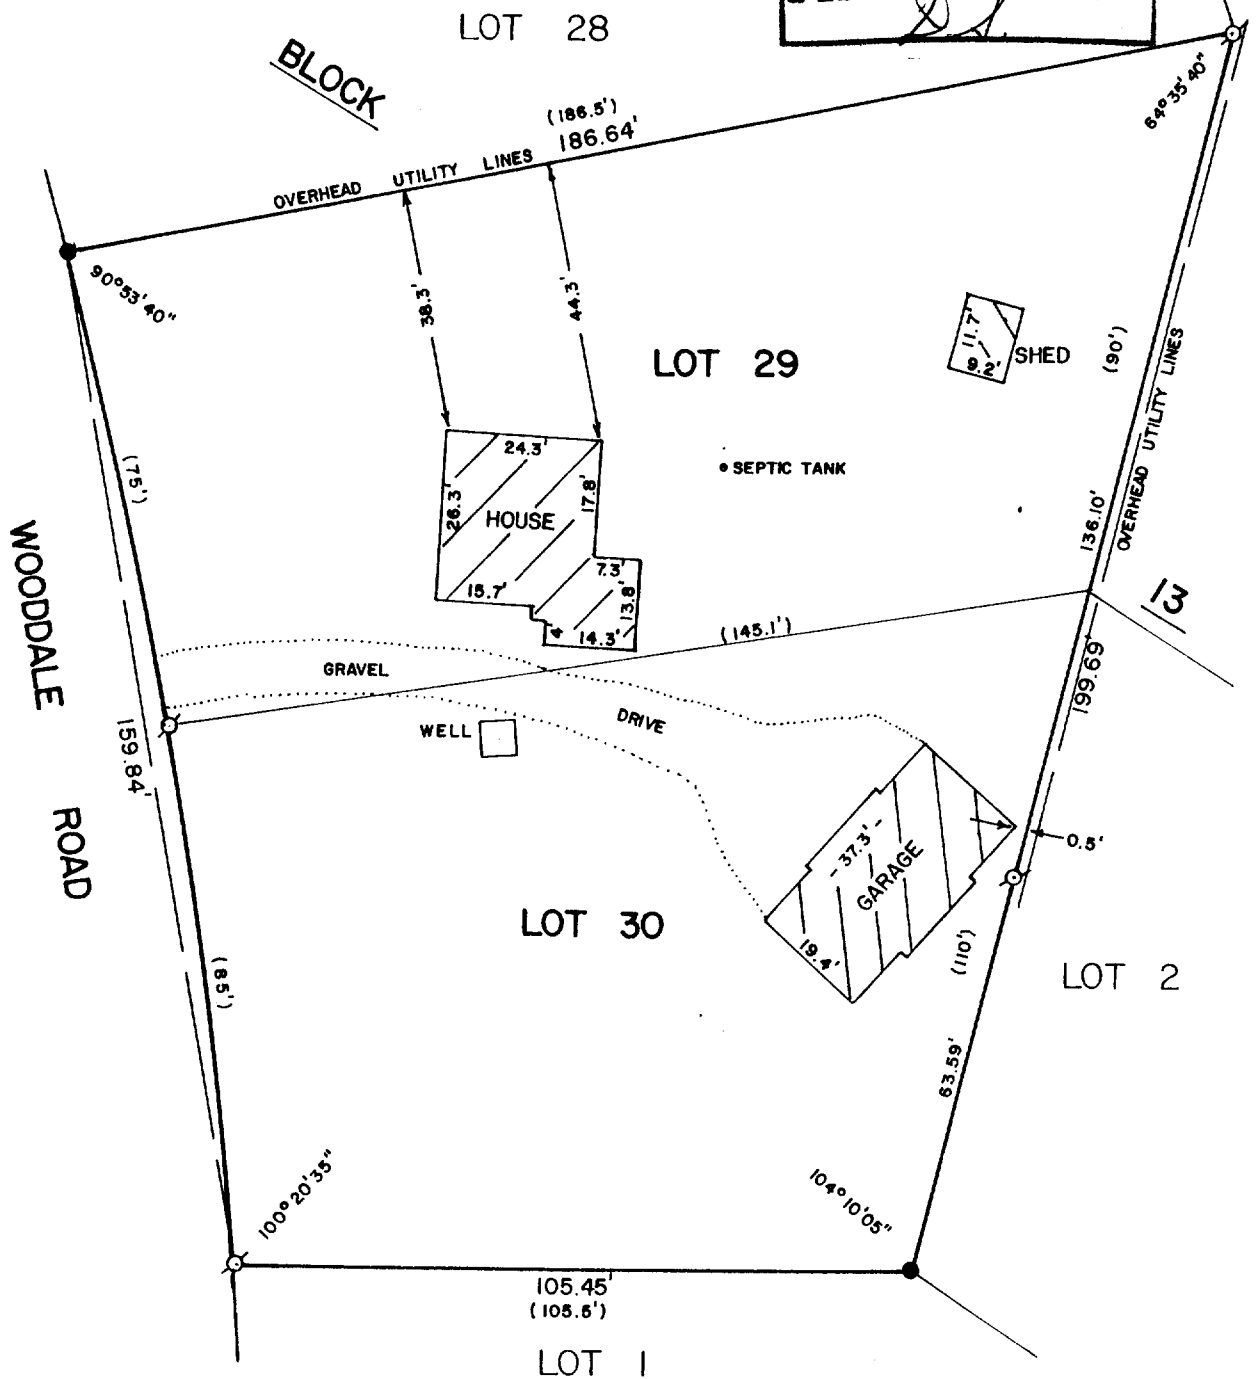 LOT 28
BLOCK
(186.5')
186.64'
OVERHEAD UTILITY LINES
64°35'40"
90°53'40"
38.3'
44.3'
LOT 29
11.7'
9.2'
SHED
(90')
OVERHEAD UTILITY LINES
136.10'
(75')
24.3'
26.3'
HOUSE
17.8'
SEPTIC TANK
15.7'
7.3'
13.8'
4
14.3'
(145.1')
13
199.69
WOODDALE ROAD
159.84'
GRAVEL DRIVE
WELL
37.3'
GARAGE
19.4'
0.5'
LOT 30
(85')
(110')
LOT 2
63.59'
100°20'35"
104°10'05"
105.45'
(105.5')
LOT 1